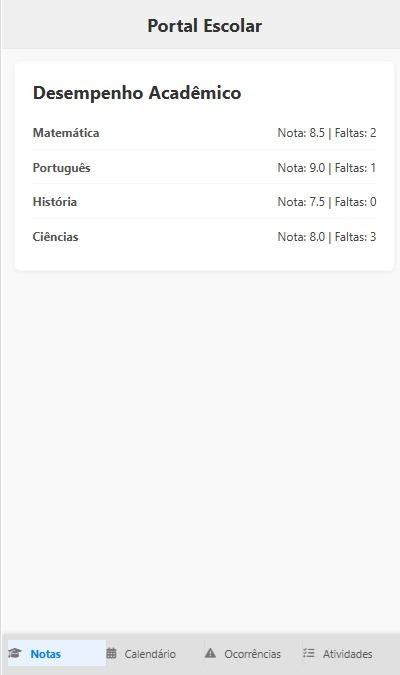 Portal Escolar
Desempenho Acadêmico
Matemática Nota: 8.5 | Faltas: 2
Português Nota: 9.0 | Faltas: 1
História Nota: 7.5 | Faltas: 0
Ciências Nota: 8.0 | Faltas: 3
Notas Calendário Ocorrências Atividades